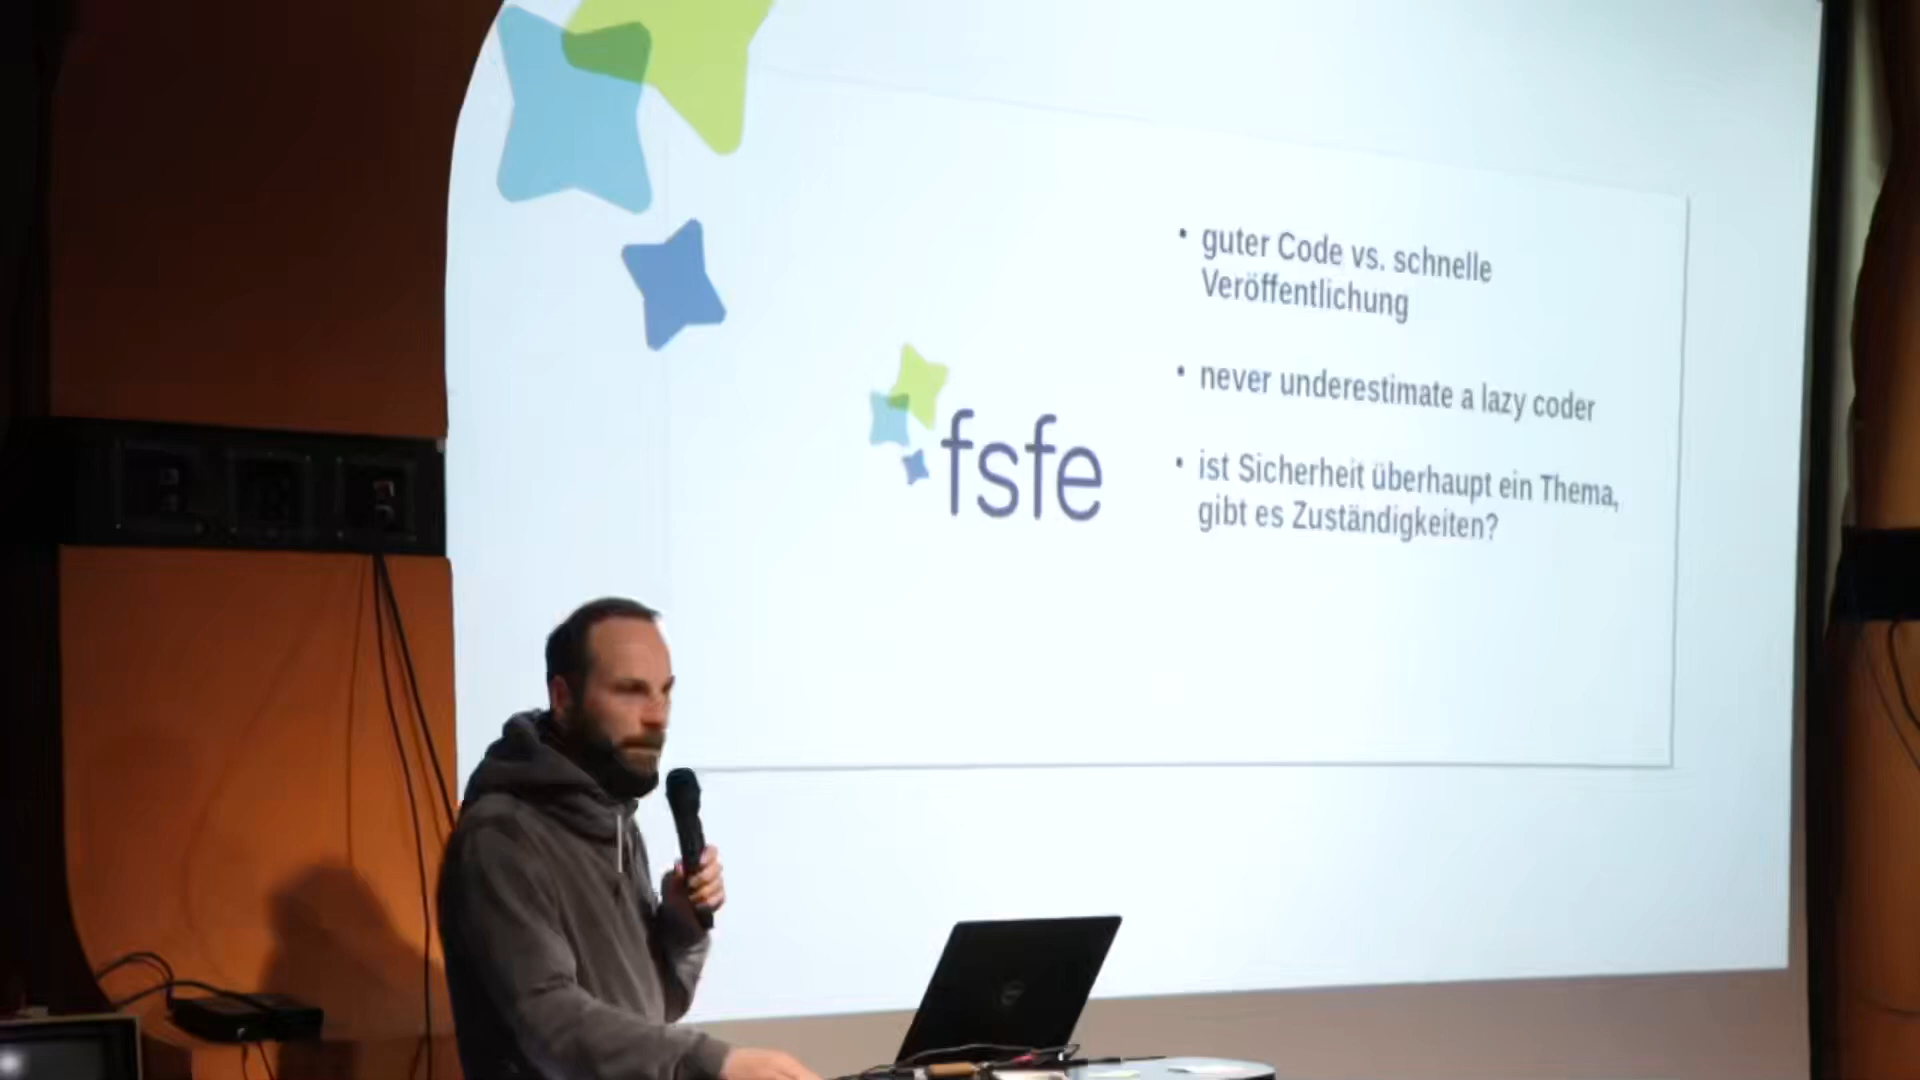 • guter Code vs. schnelle
Veröffentlichung
• never underestimate a lazy coder
• ist Sicherheit überhaupt ein Thema,
gibt es Zuständigkeiten?
fsfe